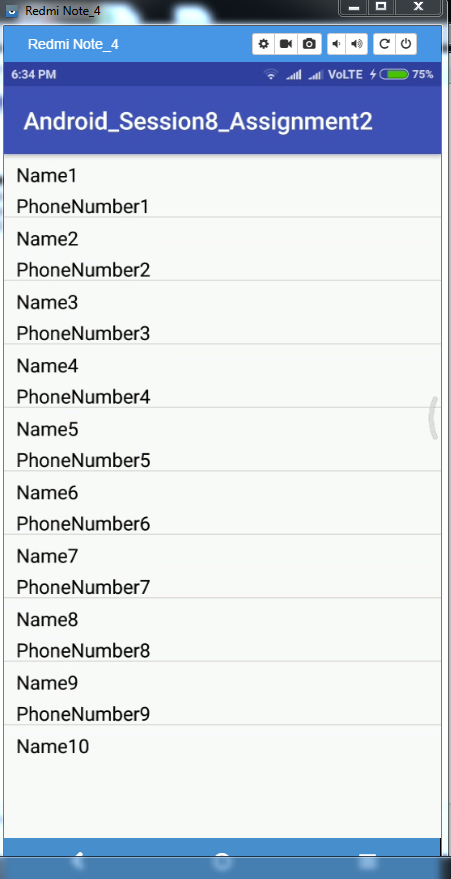 Redmi Note_4
Redmi Note_4
6:34 PM VoLTE 75%
Android_Session8_Assignment2
Name1
PhoneNumber1
Name2
PhoneNumber2
Name3
PhoneNumber3
Name4
PhoneNumber4
Name5
PhoneNumber5
Name6
PhoneNumber6
Name7
PhoneNumber7
Name8
PhoneNumber8
Name9
PhoneNumber9
Name10